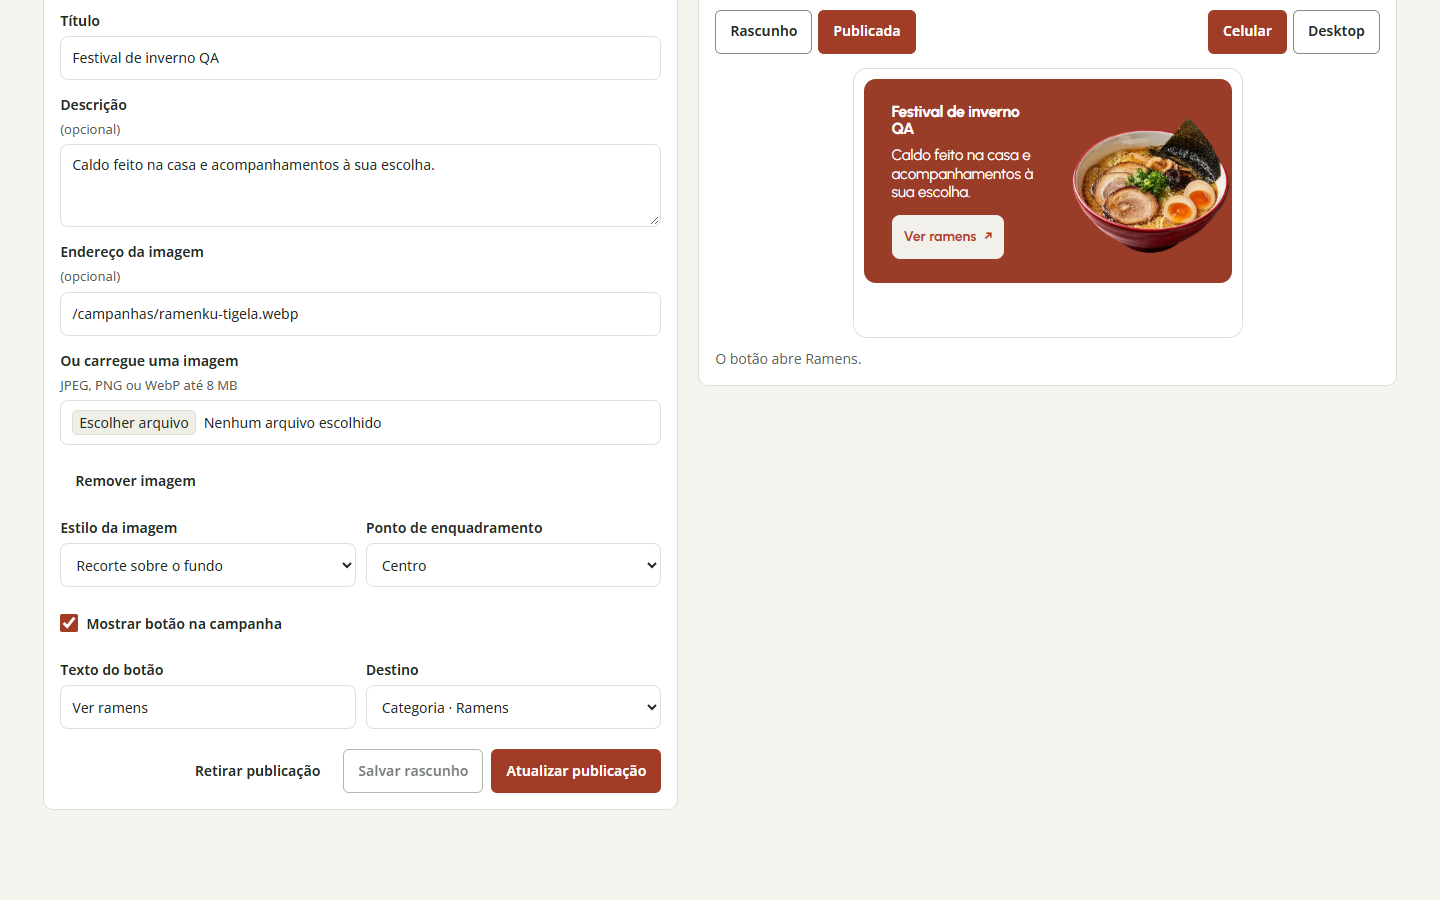 Título
Festival de inverno QA
Descrição
(opcional)
Caldo feito na casa e acompanhamentos à sua escolha.
Endereço da imagem
(opcional)
/campanhas/ramenku-tigela.webp
Ou carregue uma imagem
JPEG, PNG ou WebP até 8 MB
Escolher arquivo Nenhum arquivo escolhido
Remover imagem
Estilo da imagem Ponto de enquadramento
Recorte sobre o fundo Centro
Mostrar botão na campanha
Texto do botão Destino
Ver ramens Categoria · Ramens
Retirar publicação Salvar rascunho Atualizar publicação
Rascunho Publicada Celular Desktop
Festival de inverno
QA
Caldo feito na casa e
acompanhamentos à
sua escolha.
Ver ramens
O botão abre Ramens.